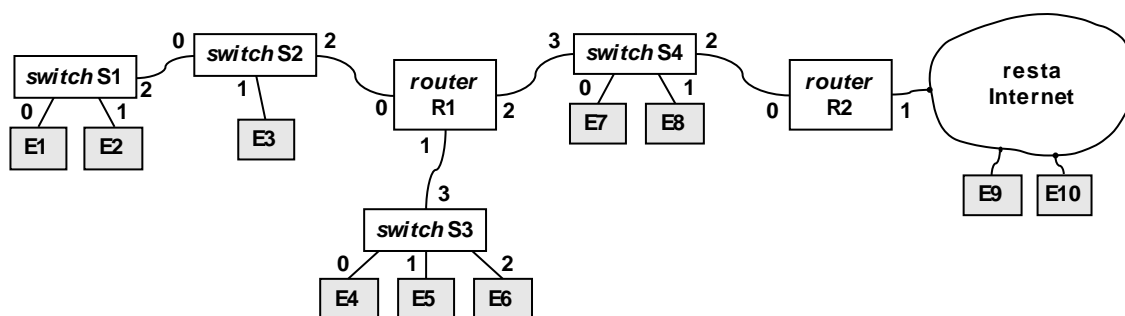 switch S1
2
0
1
E1
E2
0
switch S2
2
1
E3
router
R1
0
2
1
3
switch S4
2
0
1
E7
E8
router
R2
0
1
resta
Internet
E9
E10
3
switch S3
0
1
2
E4
E5
E6